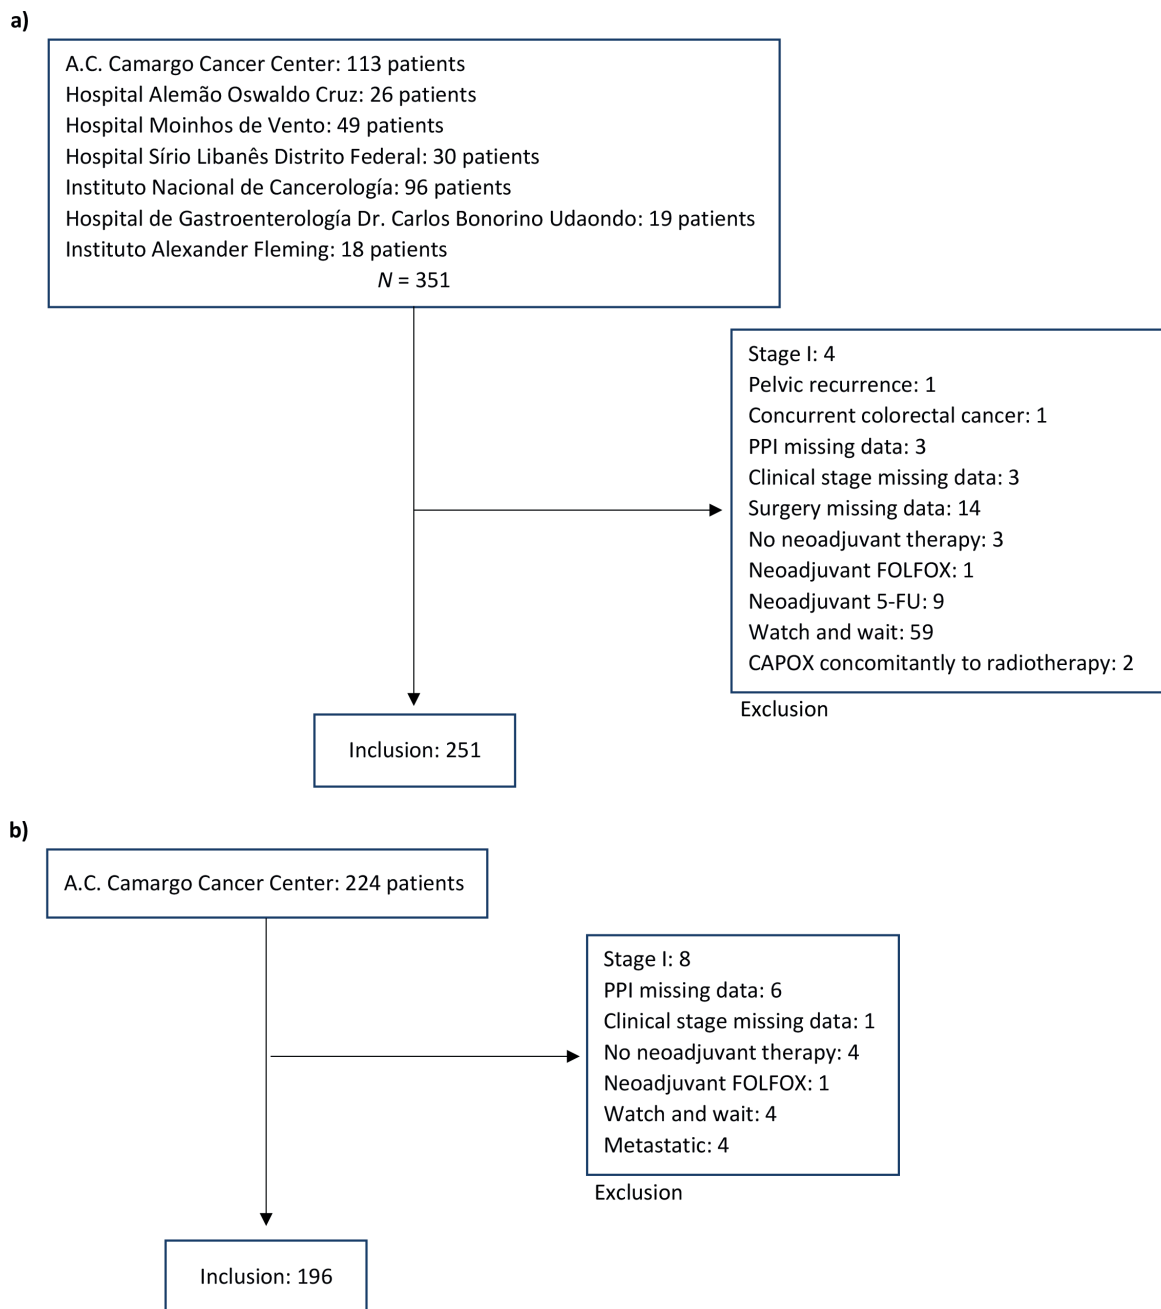 a)
A.C. Camargo Cancer Center: 113 patients
Hospital Alemão Oswaldo Cruz: 26 patients
Hospital Moinhos de Vento: 49 patients
Hospital Sírio Libanês Distrito Federal: 30 patients
Instituto Nacional de Cancerología: 96 patients
Hospital de Gastroenterología Dr. Carlos Bonorino Udaondo: 19 patients
Instituto Alexander Fleming: 18 patients
N = 351
Stage I: 4
Pelvic recurrence: 1
Concurrent colorectal cancer: 1
PPI missing data: 3
Clinical stage missing data: 3
Surgery missing data: 14
No neoadjuvant therapy: 3
Neoadjuvant FOLFOX: 1
Neoadjuvant 5-FU: 9
Watch and wait: 59
CAPOX concomitantly to radiotherapy: 2
Exclusion
Inclusion: 251
b)
A.C. Camargo Cancer Center: 224 patients
Stage I: 8
PPI missing data: 6
Clinical stage missing data: 1
No neoadjuvant therapy: 4
Neoadjuvant FOLFOX: 1
Watch and wait: 4
Metastatic: 4
Exclusion
Inclusion: 196